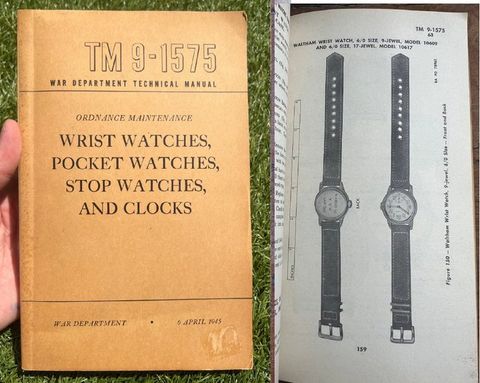 TM 9-1575
WAR DEPARTMENT TECHNICAL MANUAL
ORDNANCE MAINTENANCE
WRIST WATCHES,
POCKET WATCHES,
STOP WATCHES,
AND CLOCKS
WAR DEPARTMENT • 6 APRIL 1945
TM 9-1575
63
WALTHAM WRIST WATCH, 6/0 SIZE, 9-JEWEL, MODEL 10609
AND 6/0 SIZE, 17-JEWEL, MODEL 10617
BACK
FRONT
Figure 150 — Waltham Wrist Watch, 9-jewel, 6/0 Size — Front and Back
159